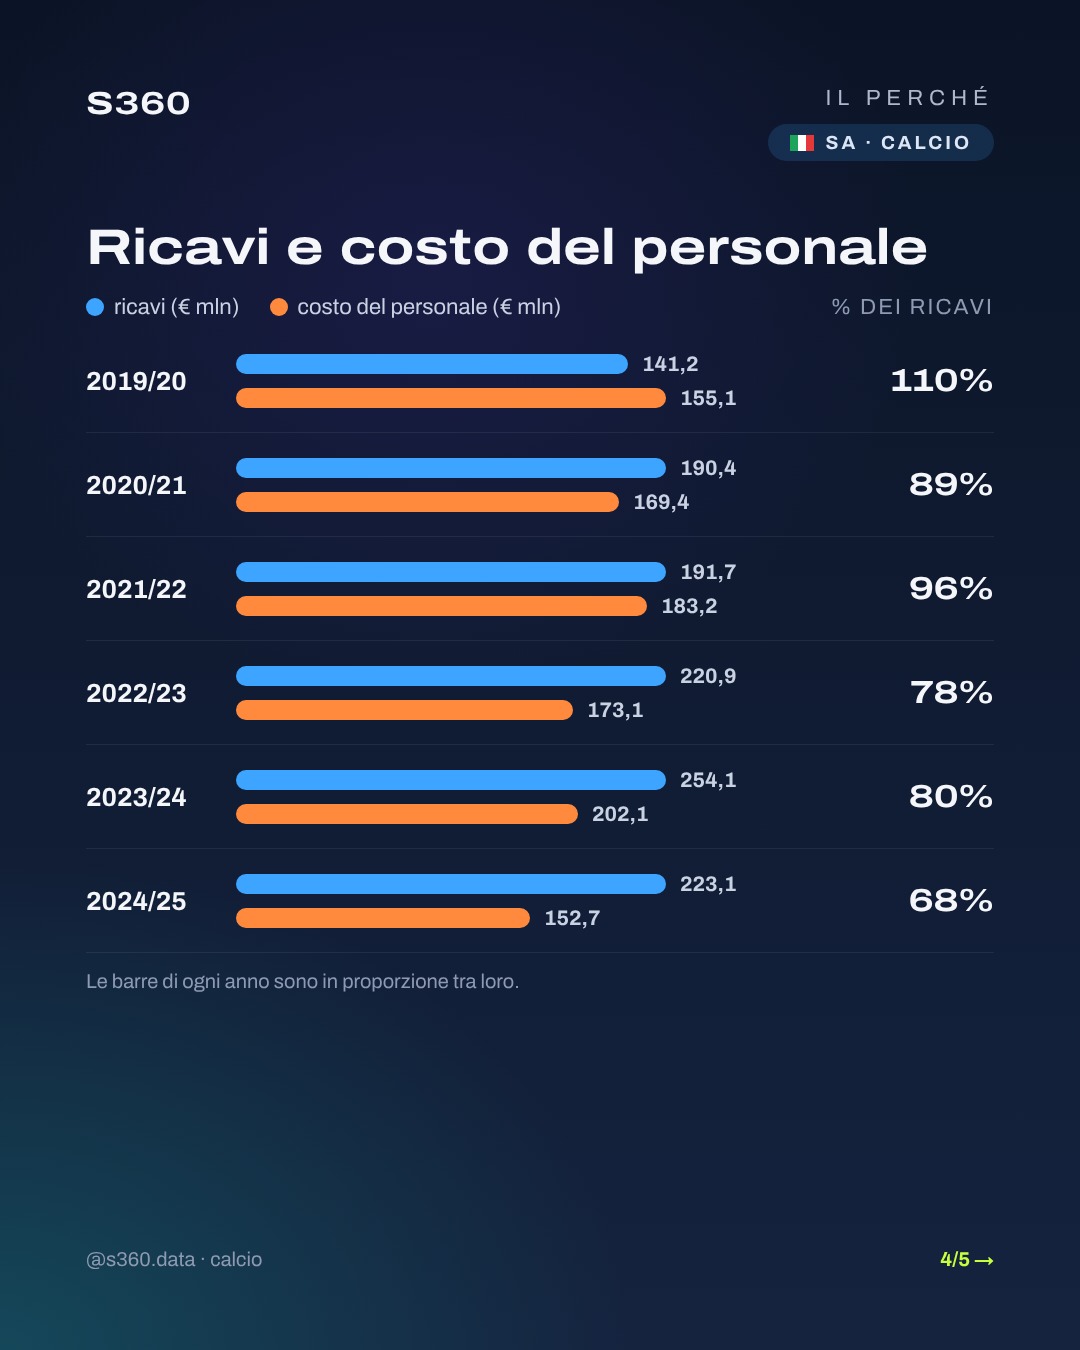 S360
IL PERCHÉ
SA · CALCIO
Ricavi e costo del personale
ricavi (€ mln) costo del personale (€ mln) % DEI RICAVI
2019/20 141,2 155,1 110%
2020/21 190,4 169,4 89%
2021/22 191,7 183,2 96%
2022/23 220,9 173,1 78%
2023/24 254,1 202,1 80%
2024/25 223,1 152,7 68%
Le barre di ogni anno sono in proporzione tra loro.
@s360.data · calcio 4/5 →